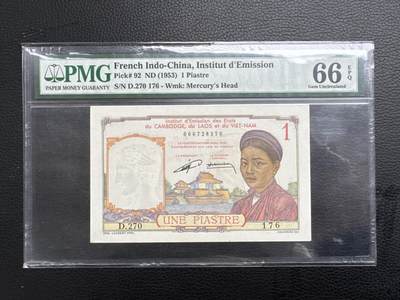 PMG
PAPER MONEY GUARANTY
French Indo-China, Institut d'Emission
Pick# 92 ND (1953) 1 Piastre
S/N D.270 176 - Wmk: Mercury's Head
66 EPQ
Gem Uncirculated
Institut d'Emission des Etats
du CAMBODGE, du LAOS et du VIET-NAM
1
UNE PIASTRE
D.270
176